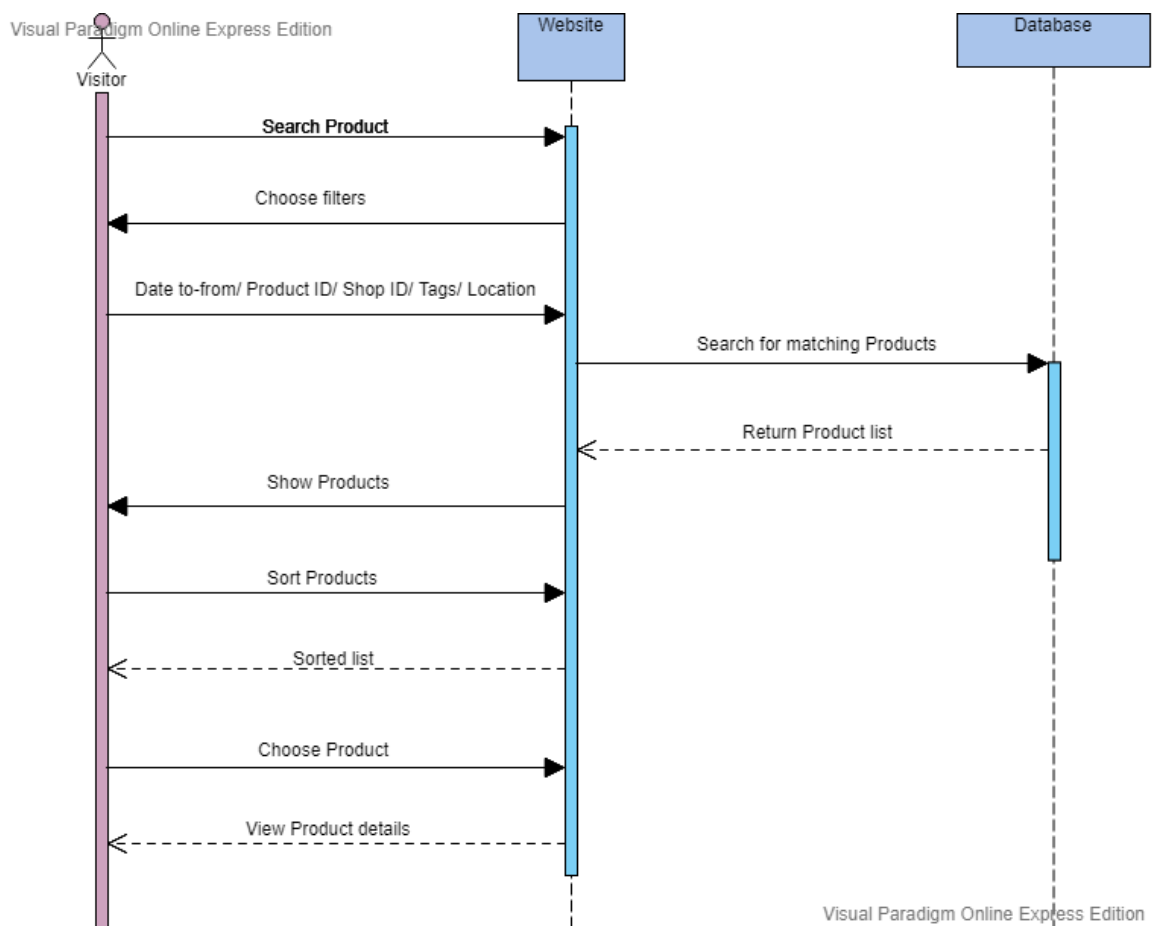 Visual Paradigm Online Express Edition
Website
Database
Visitor
Search Product
Choose filters
Date to-from/ Product ID/ Shop ID/ Tags/ Location
Search for matching Products
Return Product list
Show Products
Sort Products
Sorted list
Choose Product
View Product details
Visual Paradigm Online Express Edition